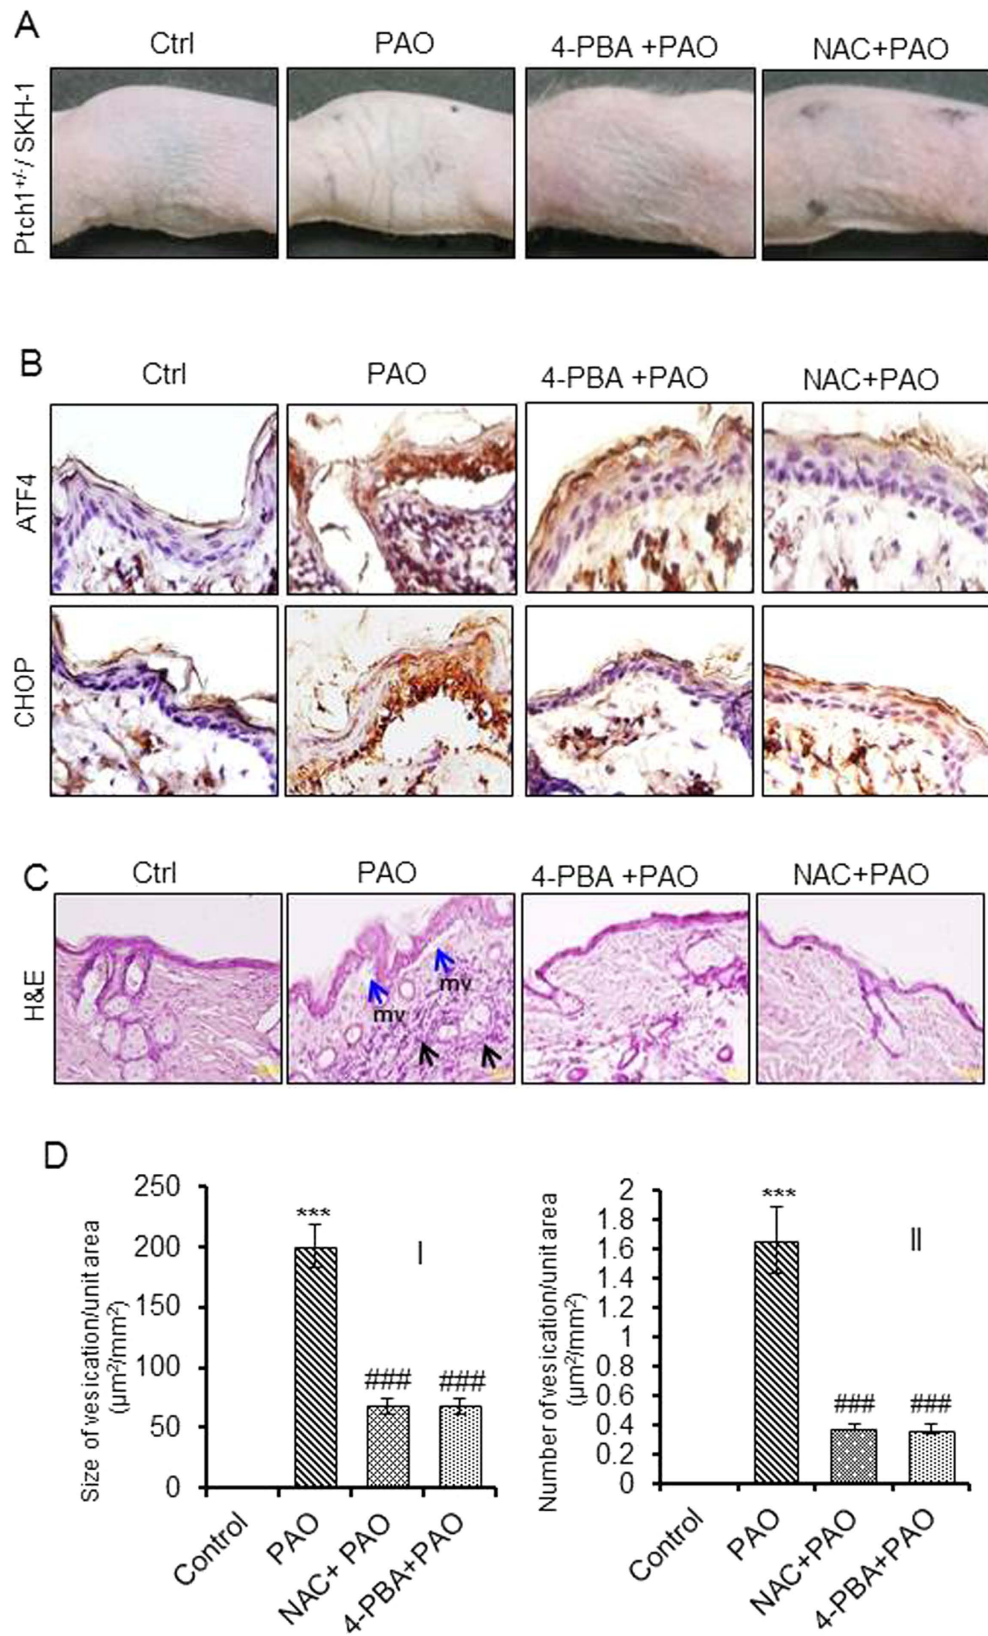 A
Ctrl PAO 4-PBA +PAO NAC+PAO
Ptch1+/-/ SKH-1
B
Ctrl PAO 4-PBA +PAO NAC+PAO
ATF4
CHOP
C
Ctrl PAO 4-PBA +PAO NAC+PAO
H&E
mv
mv
D
Size of vesication/unit area
(µm²/mm²)
250
200
150
100
50
0
***
###
###
I
Control
PAO
NAC+ PAO
4-PBA+PAO
Number of vesication/unit area
(µm²/mm²)
2
1.8
1.6
1.4
1.2
1
0.8
0.6
0.4
0.2
0
***
###
###
II
Control
PAO
NAC+PAO
4-PBA+PAO